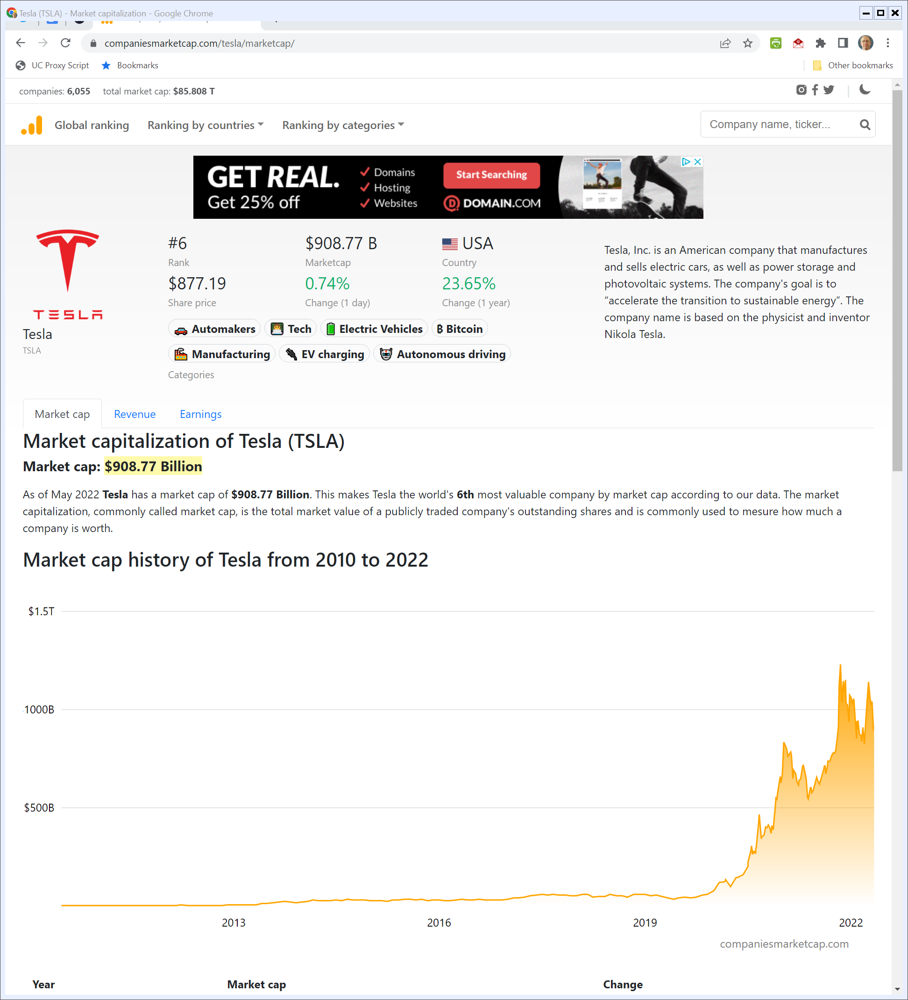 Tesla (TSLA) - Market capitalization - Google Chrome
companiesmarketcap.com/tesla/marketcap/
UC Proxy Script
Bookmarks
Other bookmarks
companies: 6,055
total market cap: $85.808 T
Global ranking
Ranking by countries
Ranking by categories
Company name, ticker...
GET REAL.
Get 25% off
Domains
Hosting
Websites
Start Searching
DOMAIN.COM
TESLA
Tesla
TSLA
#6
Rank
$908.77 B
Marketcap
USA
Country
$877.19
Share price
0.74%
Change (1 day)
23.65%
Change (1 year)
Automakers
Tech
Electric Vehicles
₿ Bitcoin
Manufacturing
EV charging
Autonomous driving
Categories
Tesla, Inc. is an American company that manufactures
and sells electric cars, as well as power storage and
photovoltaic systems. The company's goal is to
“accelerate the transition to sustainable energy”. The
company name is based on the physicist and inventor
Nikola Tesla.
Market cap
Revenue
Earnings
Market capitalization of Tesla (TSLA)
Market cap: $908.77 Billion
As of May 2022 Tesla has a market cap of $908.77 Billion. This makes Tesla the world's 6th most valuable company by market cap according to our data. The market
capitalization, commonly called market cap, is the total market value of a publicly traded company's outstanding shares and is commonly used to mesure how much a
company is worth.
Market cap history of Tesla from 2010 to 2022
$1.5T
1000B
$500B
2013
2016
2019
2022
companiesmarketcap.com
Year
Market cap
Change